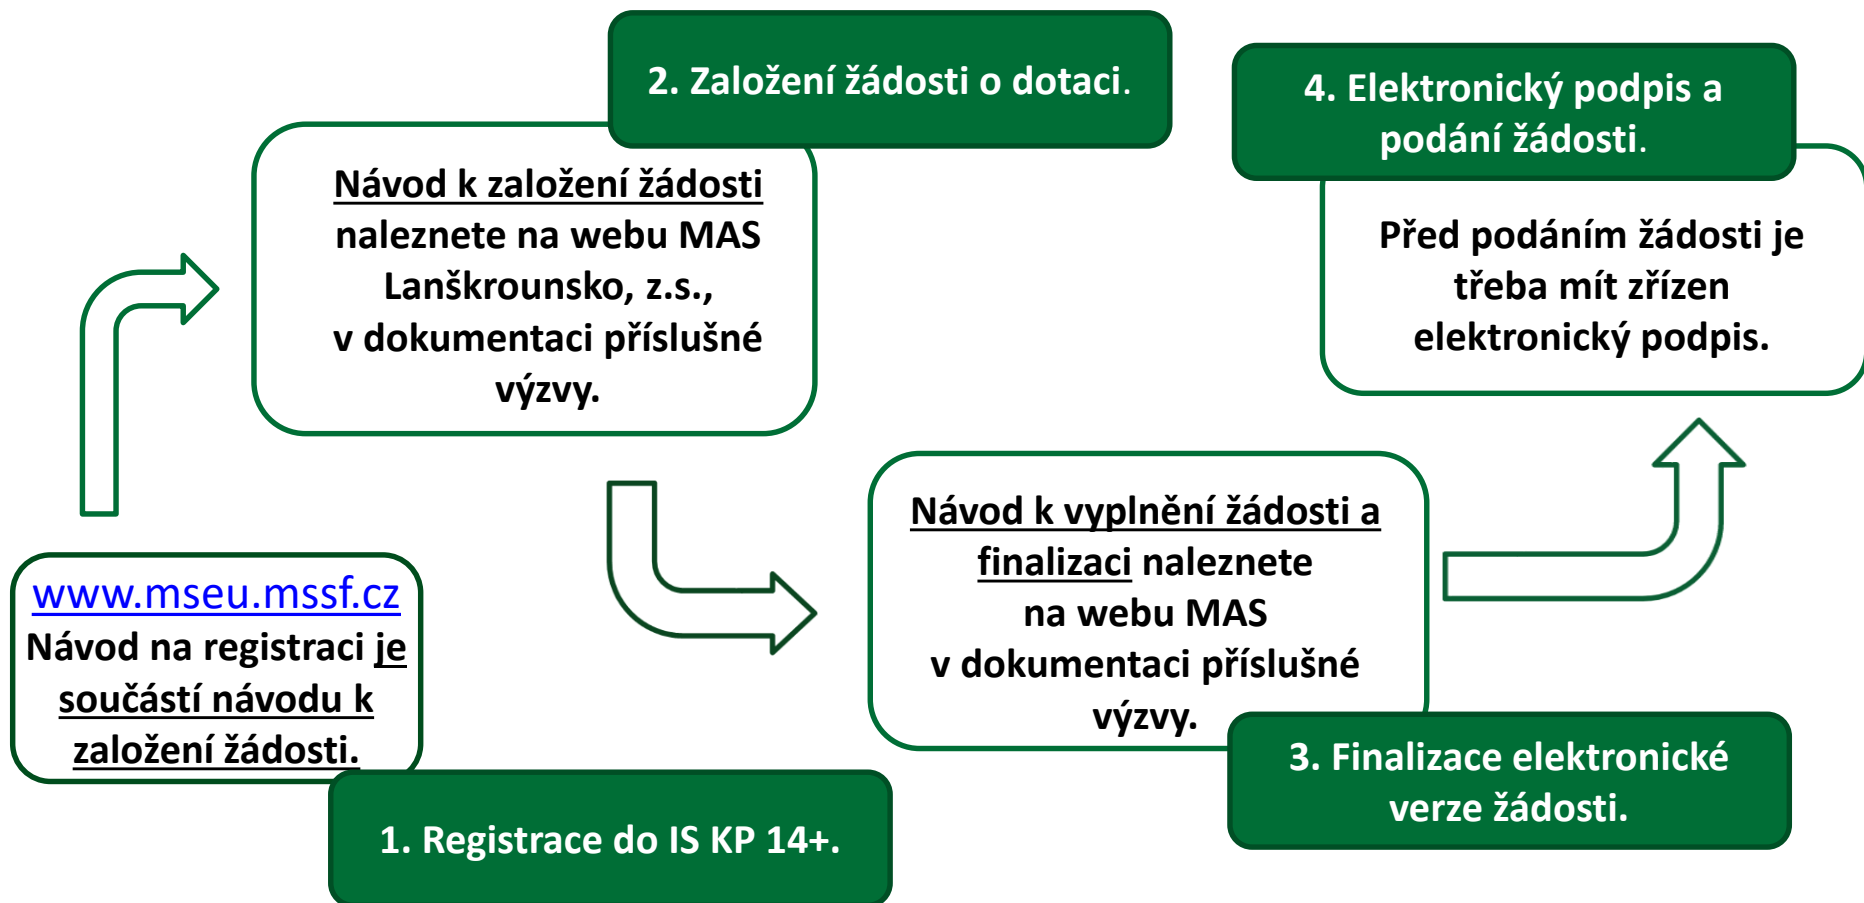 www.mseu.mssf.cz
Návod na registraci je
součástí návodu k
založení žádosti.
1. Registrace do IS KP 14+.
2. Založení žádosti o dotaci.
Návod k založení žádosti
naleznete na webu MAS
Lanškrounsko, z.s.,
v dokumentaci příslušné
výzvy.
Návod k vyplnění žádosti a
finalizaci naleznete
na webu MAS
v dokumentaci příslušné
výzvy.
3. Finalizace elektronické
verze žádosti.
4. Elektronický podpis a
podání žádosti.
Před podáním žádosti je
třeba mít zřízen
elektronický podpis.